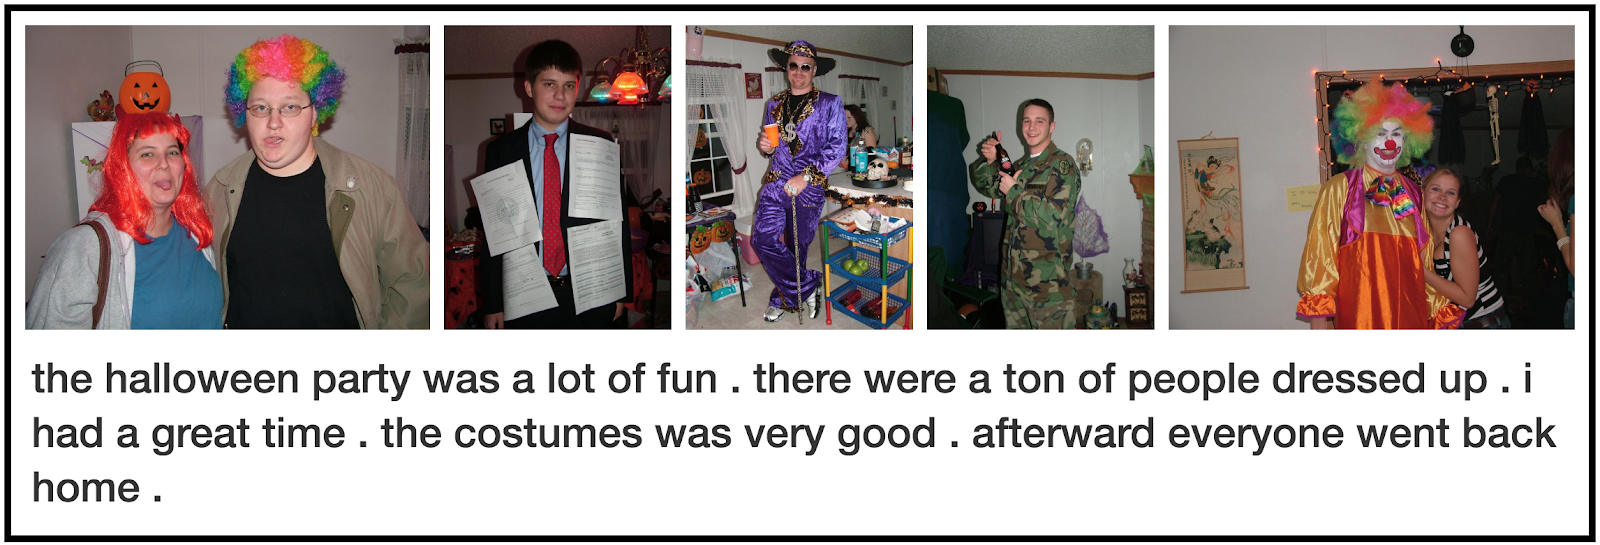 the halloween party was a lot of fun . there were a ton of people dressed up . i
had a great time . the costumes was very good . afterward everyone went back
home .